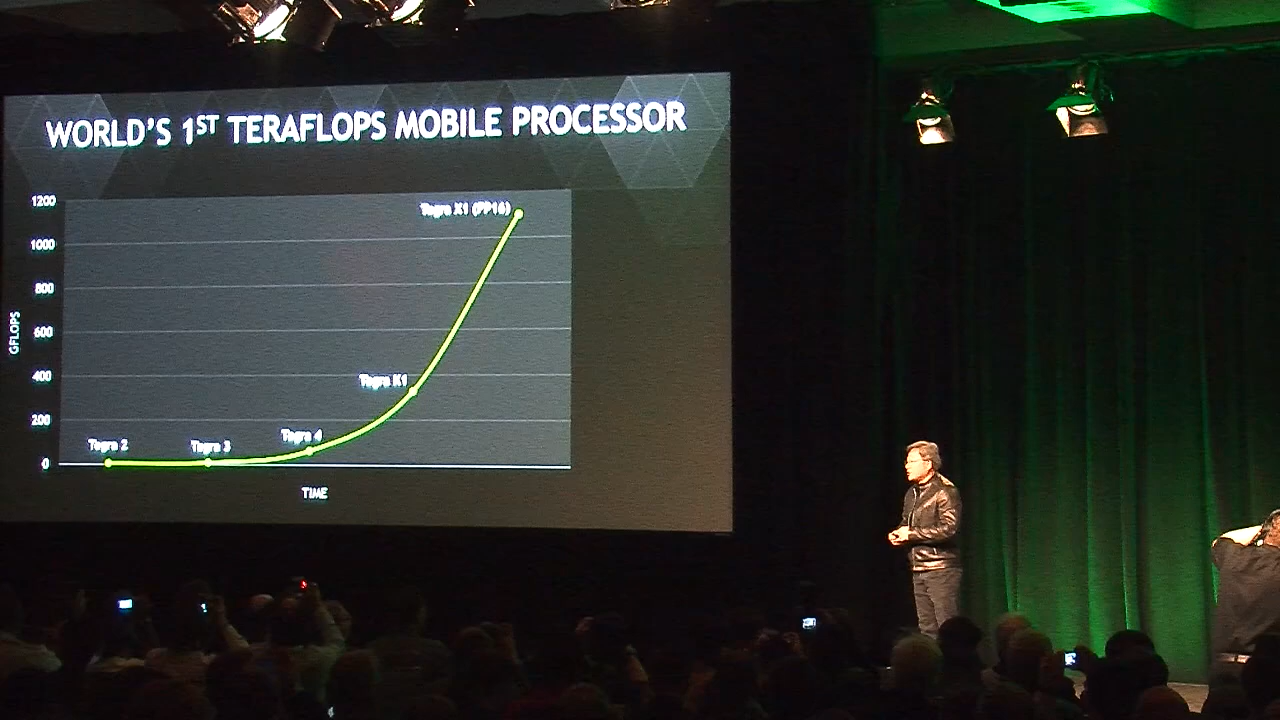 WORLD'S 1ST TERAFLOPS MOBILE PROCESSOR
1200
Tegra X1 (FP16)
1000
800
600
GFLOPS
400
Tegra K1
200
Tegra 2
Tegra 3
Tegra 4
0
TIME